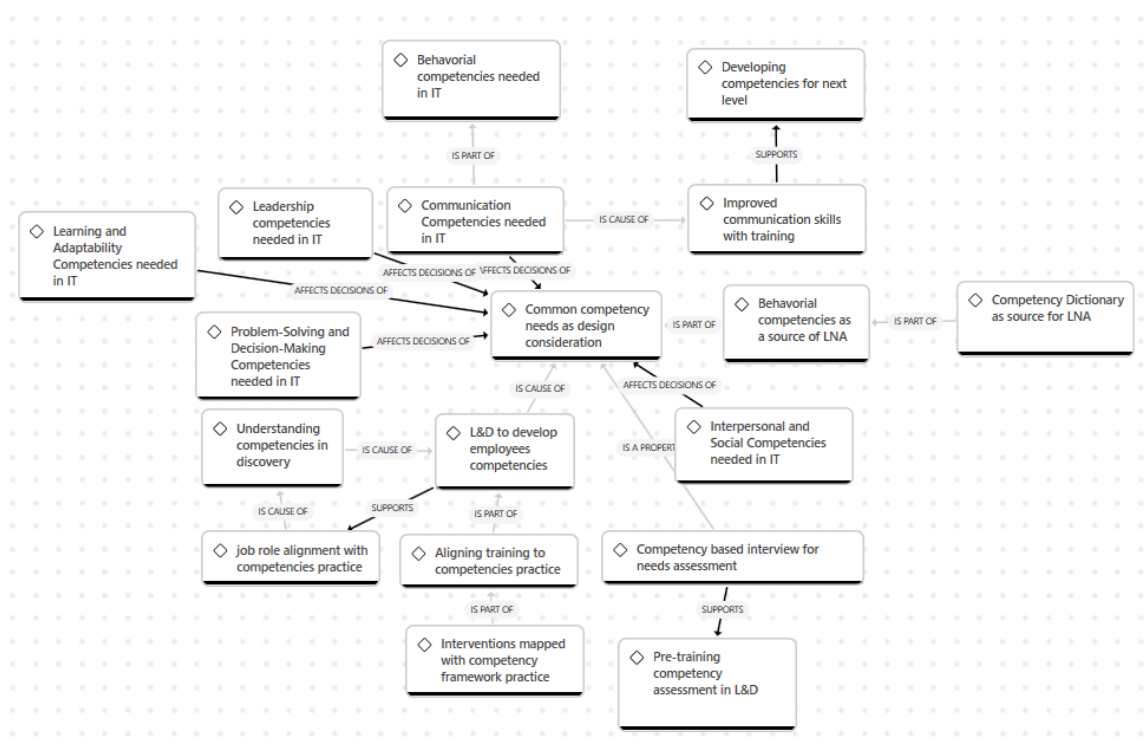 Behavorial
competencies needed
in IT
Developing
competencies for next
level
IS PART OF
SUPPORTS
Leadership
competencies
needed in IT
Communication
Competencies needed
in IT
IS CAUSE OF
Improved
communication skills
with training
Learning and
Adaptability
Competencies needed
in IT
AFFECTS DECISIONS OF
AFFECTS DECISIONS OF
AFFECTS DECISIONS OF
Common competency
needs as design
consideration
IS PART OF
Behavorial
competencies as
a source of LNA
IS PART OF
Competency Dictionary
as source for LNA
Problem-Solving and
Decision-Making
Competencies
needed in IT
AFFECTS DECISIONS OF
IS CAUSE OF
AFFECTS DECISIONS OF
Understanding
competencies in
discovery
IS CAUSE OF
L&D to develop
employees
competencies
IS A PROPERT
Interpersonal and
Social Competencies
needed in IT
IS CAUSE OF
SUPPORTS
IS PART OF
job role alignment with
competencies practice
Aligning training to
competencies practice
Competency based interview for
needs assessment
IS PART OF
SUPPORTS
Interventions mapped
with competency
framework practice
Pre-training
competency
assessment in L&D